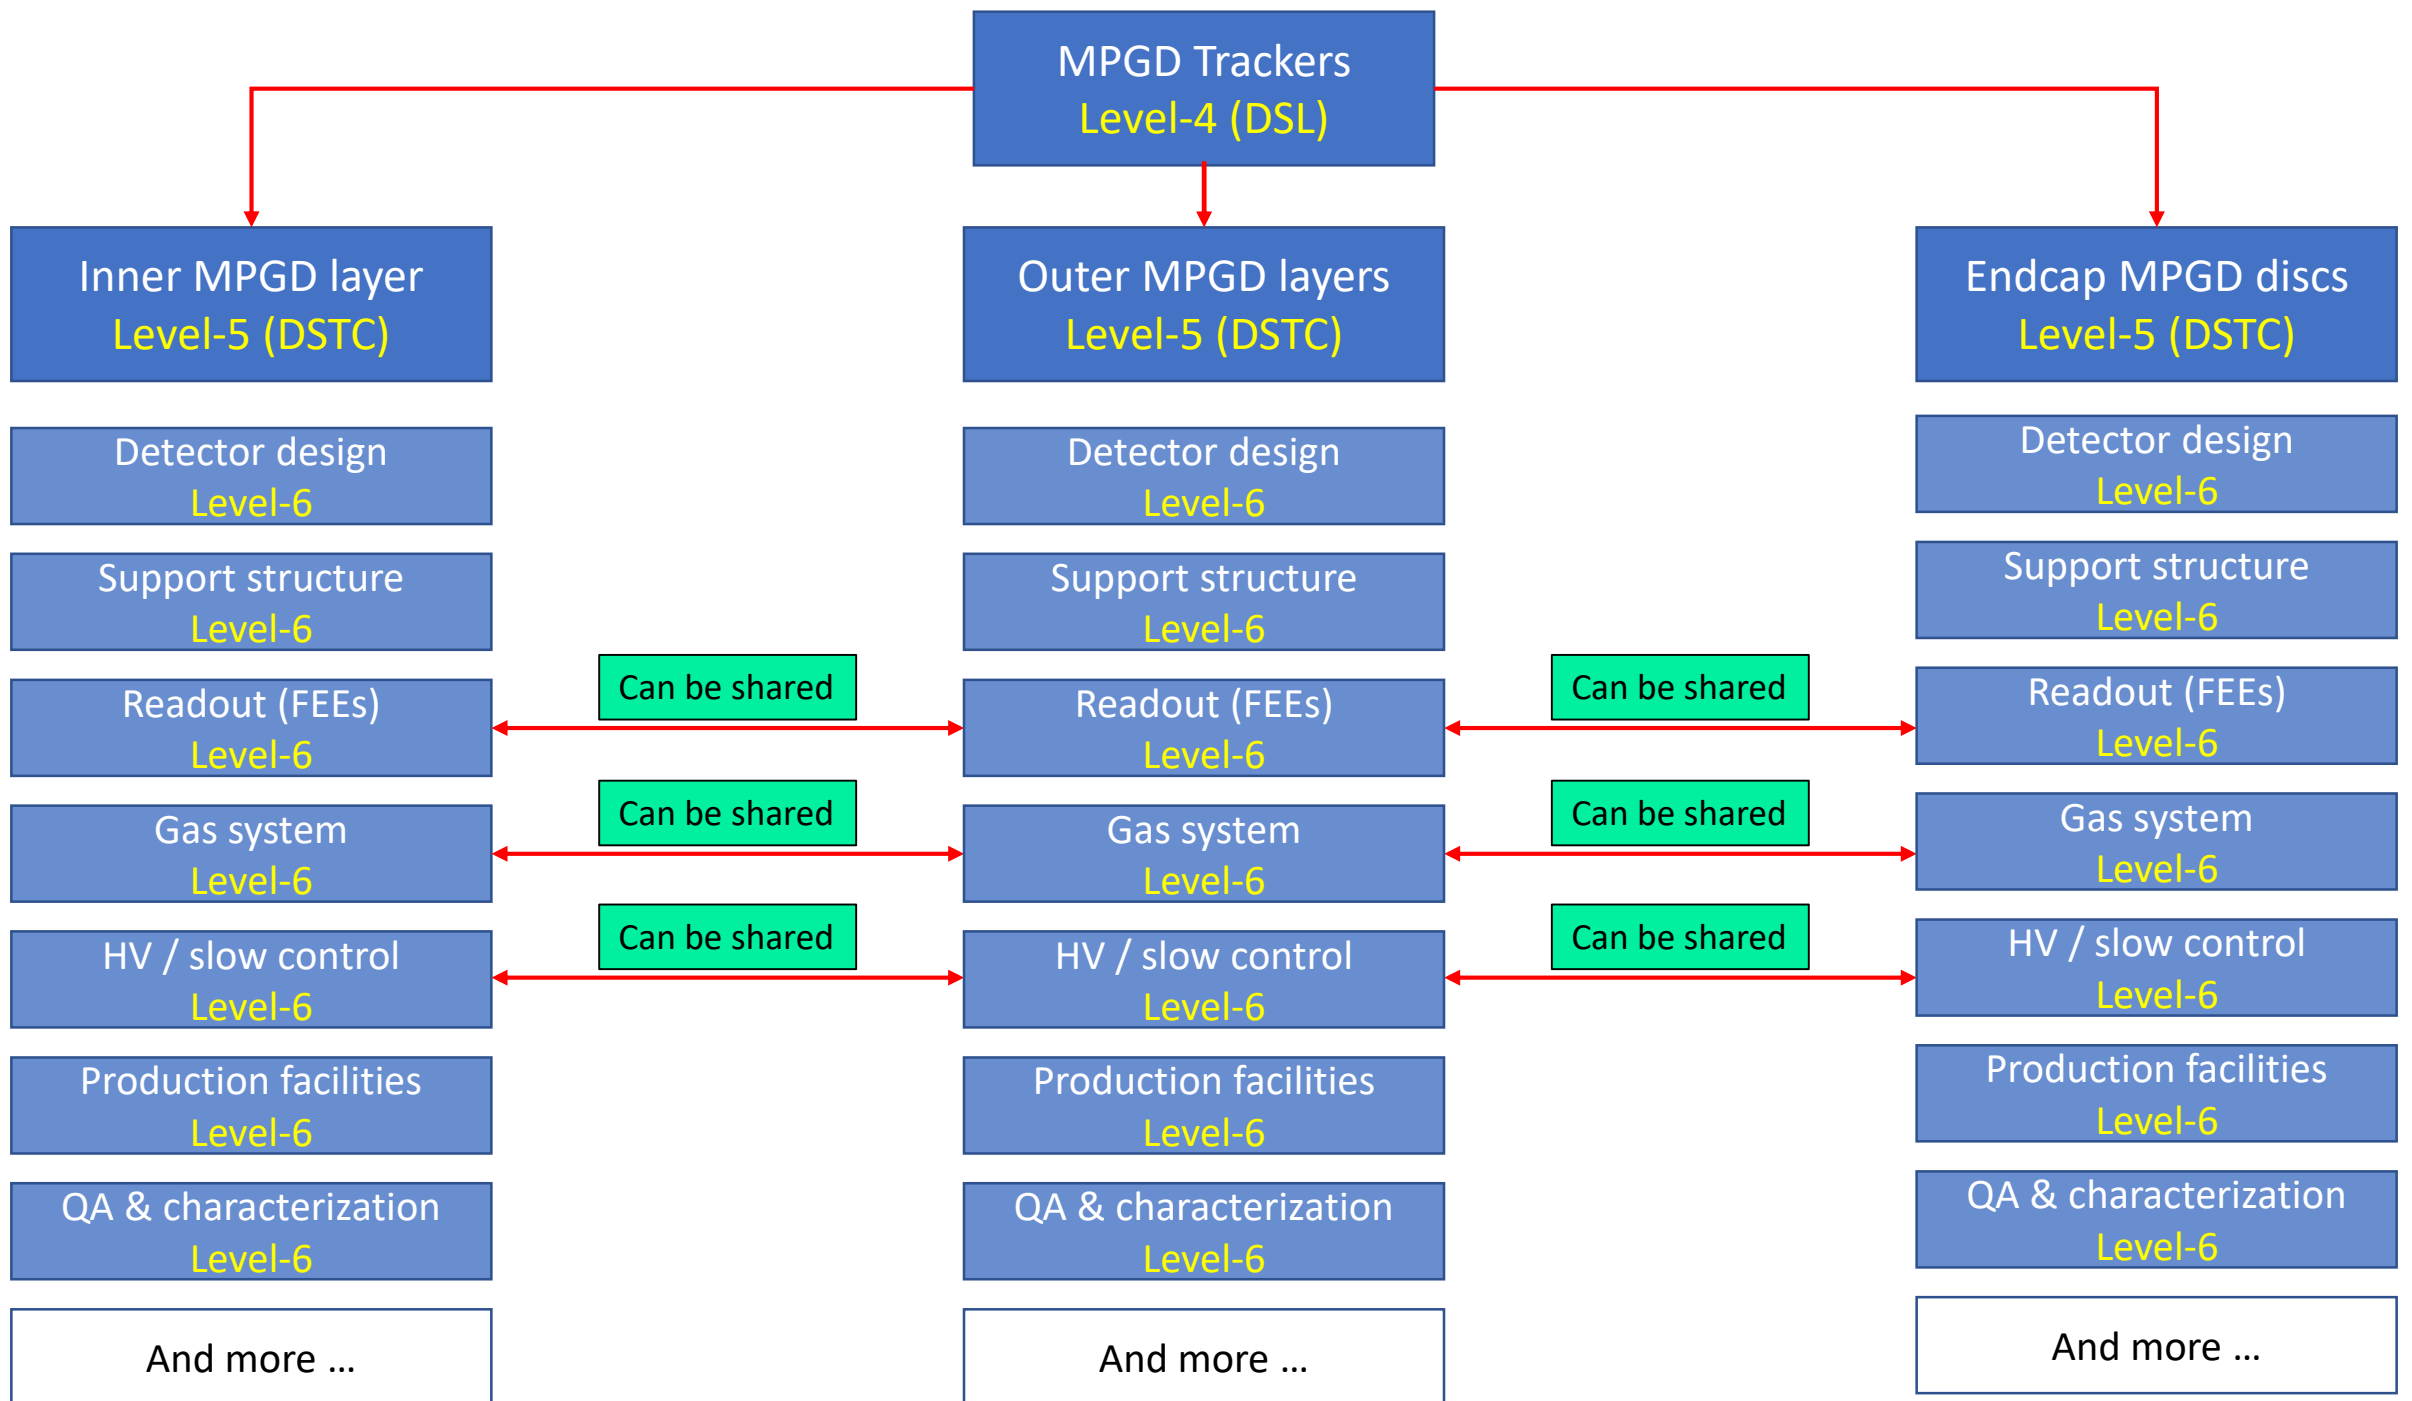 MPGD Trackers
Level-4 (DSL)
Inner MPGD layer
Level-5 (DSTC)
Outer MPGD layers
Level-5 (DSTC)
Endcap MPGD discs
Level-5 (DSTC)
Detector design
Level-6
Detector design
Level-6
Detector design
Level-6
Support structure
Level-6
Support structure
Level-6
Support structure
Level-6
Readout (FEEs)
Level-6
Can be shared
Readout (FEEs)
Level-6
Can be shared
Readout (FEEs)
Level-6
Gas system
Level-6
Can be shared
Gas system
Level-6
Can be shared
Gas system
Level-6
HV / slow control
Level-6
Can be shared
HV / slow control
Level-6
Can be shared
HV / slow control
Level-6
Production facilities
Level-6
Production facilities
Level-6
Production facilities
Level-6
QA & characterization
Level-6
QA & characterization
Level-6
QA & characterization
Level-6
And more ...
And more ...
And more ...